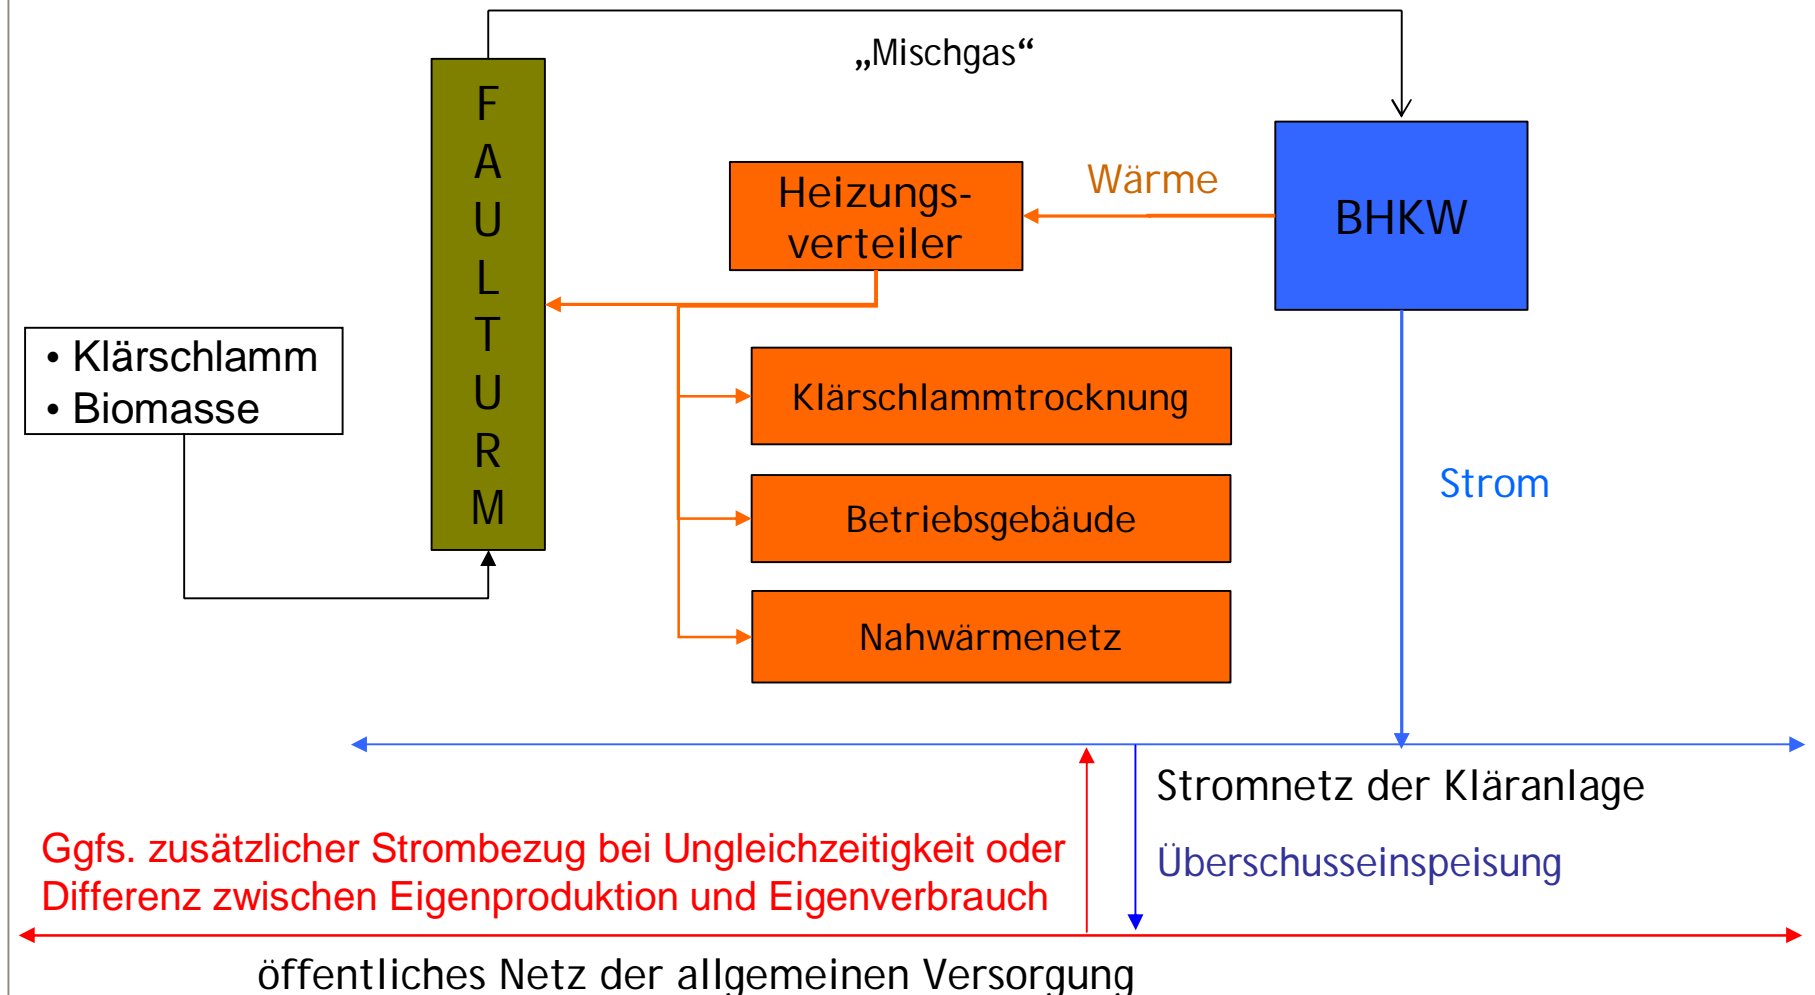 „Mischgas“
F
A
U
L
T
U
R
M
Heizungs-
verteiler
Wärme
BHKW
• Klärschlamm
• Biomasse
Klärschlammtrocknung
Strom
Betriebsgebäude
Nahwärmenetz
Stromnetz der Kläranlage
Ggfs. zusätzlicher Strombezug bei Ungleichzeitigkeit oder
Differenz zwischen Eigenproduktion und Eigenverbrauch
Überschusseinspeisung
öffentliches Netz der allgemeinen Versorgung